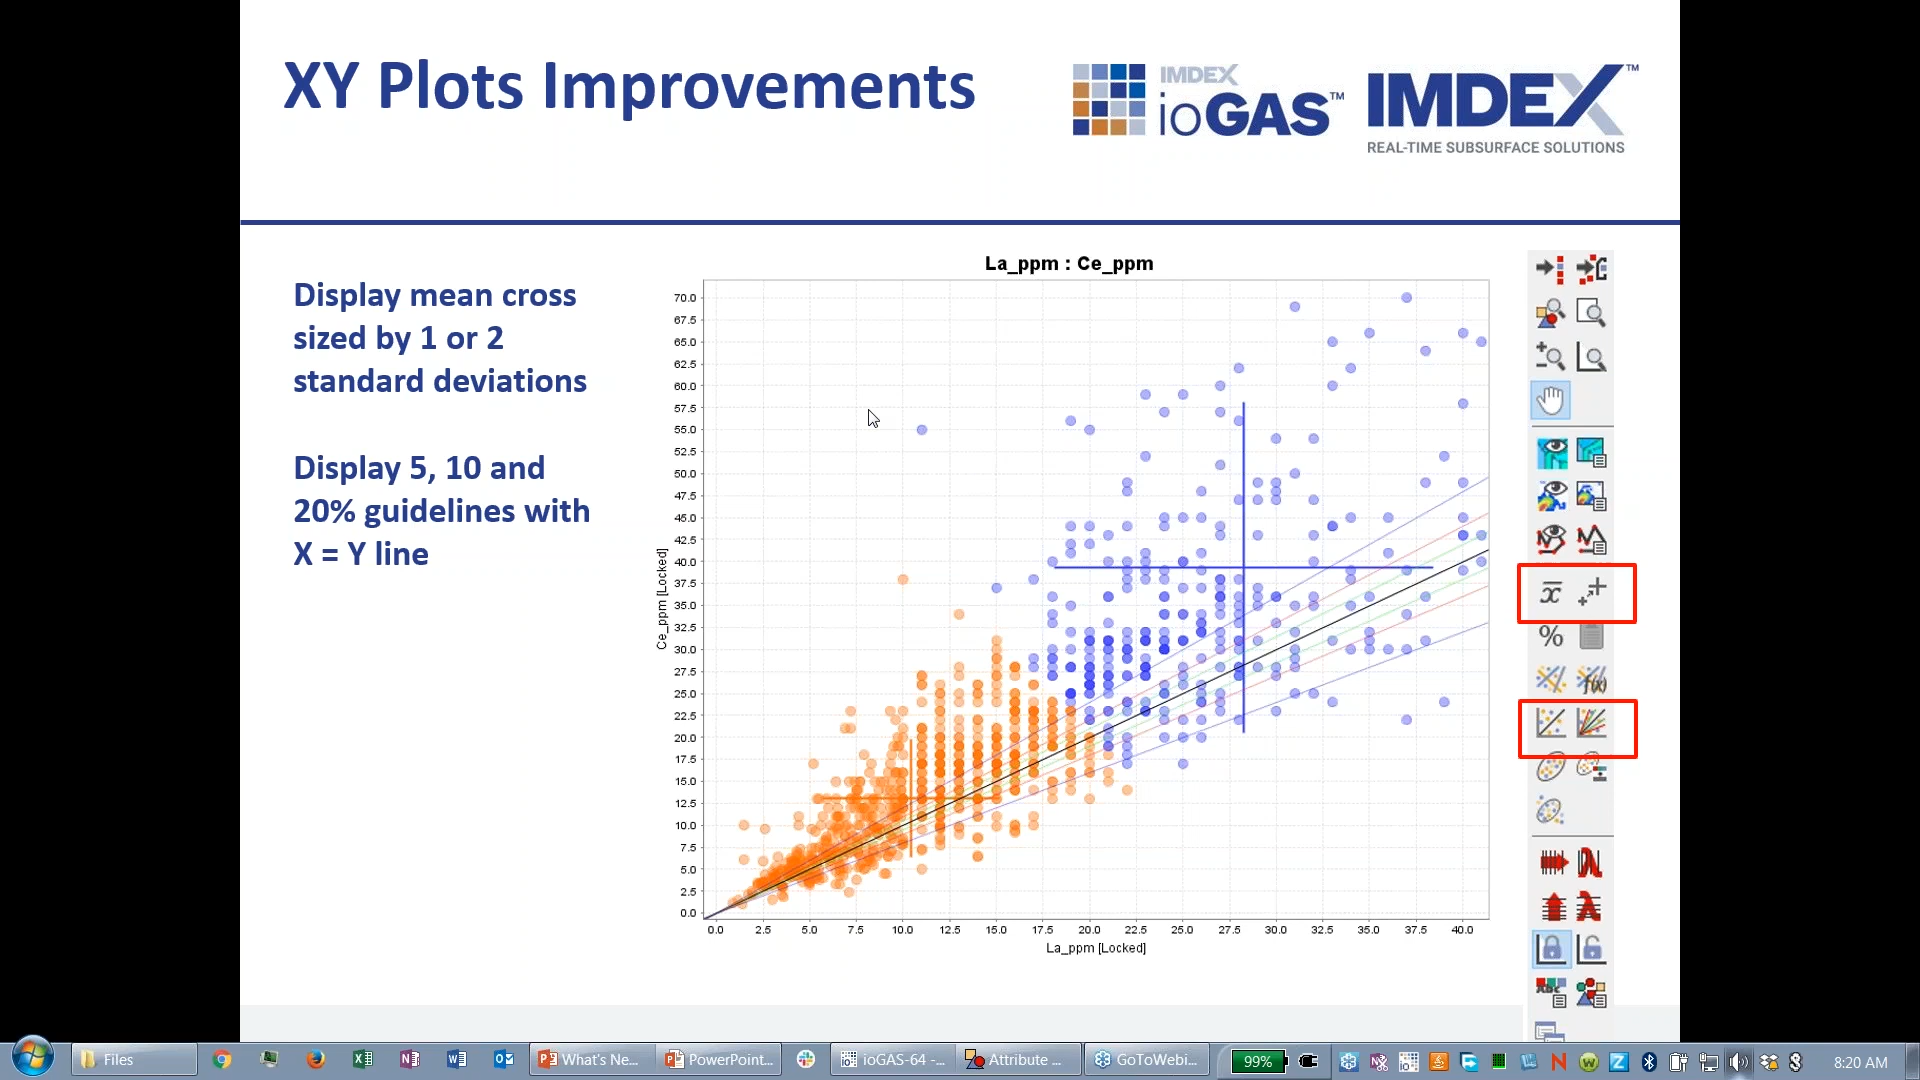 XY Plots Improvements
IMDEX
ioGAS™
IMDEX™
REAL-TIME SUBSURFACE SOLUTIONS
Display mean cross
sized by 1 or 2
standard deviations
Display 5, 10 and
20% guidelines with
X = Y line
La_ppm : Ce_ppm
70.0
67.5
65.0
62.5
60.0
57.5
55.0
52.5
50.0
47.5
45.0
42.5
40.0
37.5
35.0
32.5
30.0
27.5
25.0
22.5
20.0
17.5
15.0
12.5
10.0
7.5
5.0
2.5
0.0
Ce_ppm [Locked]
0.0 2.5 5.0 7.5 10.0 12.5 15.0 17.5 20.0 22.5 25.0 27.5 30.0 32.5 35.0 37.5 40.0
La_ppm [Locked]
x̄
%
f(x)
ABC
Files
What's Ne...
PowerPoint...
ioGAS-64 -...
Attribute ...
GoToWebi...
99%
8:20 AM